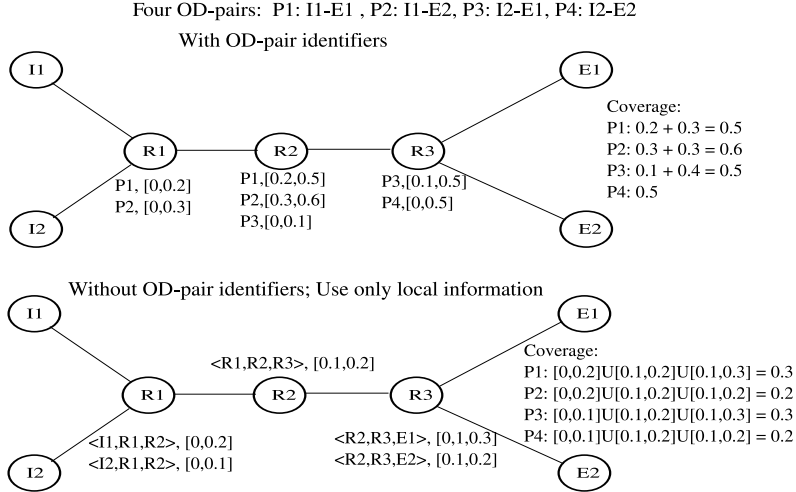 Four OD-pairs: P1: I1-E1 , P2: I1-E2, P3: I2-E1, P4: I2-E2
With OD-pair identifiers
I1
E1
R1
R2
R3
I2
E2
P1, [0,0.2]
P2, [0,0.3]
P1,[0.2,0.5]
P2,[0.3,0.6]
P3,[0,0.1]
P3,[0.1,0.5]
P4,[0,0.5]
Coverage:
P1: 0.2 + 0.3 = 0.5
P2: 0.3 + 0.3 = 0.6
P3: 0.1 + 0.4 = 0.5
P4: 0.5
Without OD-pair identifiers; Use only local information
I1
E1
<R1,R2,R3>, [0.1,0.2]
R1
R2
R3
<I1,R1,R2>, [0,0.2]
<I2,R1,R2>, [0,0.1]
<R2,R3,E1>, [0.1,0.3]
<R2,R3,E2>, [0.1,0.2]
I2
E2
Coverage:
P1: [0,0.2]U[0.1,0.2]U[0.1,0.3] = 0.3
P2: [0,0.2]U[0.1,0.2]U[0.1,0.2] = 0.2
P3: [0,0.1]U[0.1,0.2]U[0.1,0.3] = 0.3
P4: [0,0.1]U[0.1,0.2]U[0.1,0.2] = 0.2